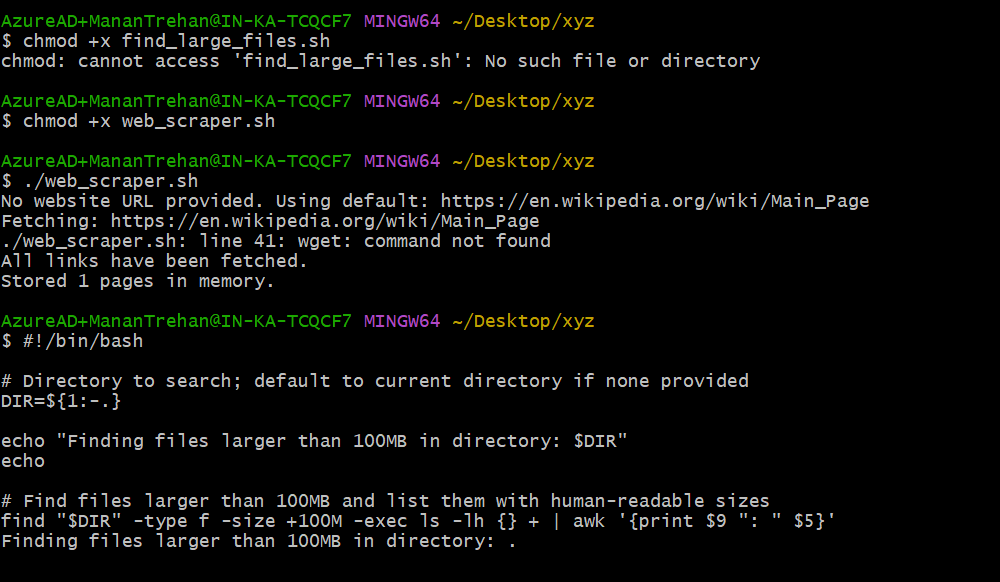 AzureAD+MananTrehan@IN-KA-TCQCF7 MINGW64 ~/Desktop/xyz
$ chmod +x find_large_files.sh
chmod: cannot access 'find_large_files.sh': No such file or directory
AzureAD+MananTrehan@IN-KA-TCQCF7 MINGW64 ~/Desktop/xyz
$ chmod +x web_scraper.sh
AzureAD+MananTrehan@IN-KA-TCQCF7 MINGW64 ~/Desktop/xyz
$ ./web_scraper.sh
No website URL provided. Using default: https://en.wikipedia.org/wiki/Main_Page
Fetching: https://en.wikipedia.org/wiki/Main_Page
./web_scraper.sh: line 41: wget: command not found
All links have been fetched.
Stored 1 pages in memory.
AzureAD+MananTrehan@IN-KA-TCQCF7 MINGW64 ~/Desktop/xyz
$ #!/bin/bash
# Directory to search; default to current directory if none provided
DIR=${1:-.}
echo "Finding files larger than 100MB in directory: $DIR"
echo
# Find files larger than 100MB and list them with human-readable sizes
find "$DIR" -type f -size +100M -exec ls -lh {} + | awk '{print $9 ": " $5}'
Finding files larger than 100MB in directory: .